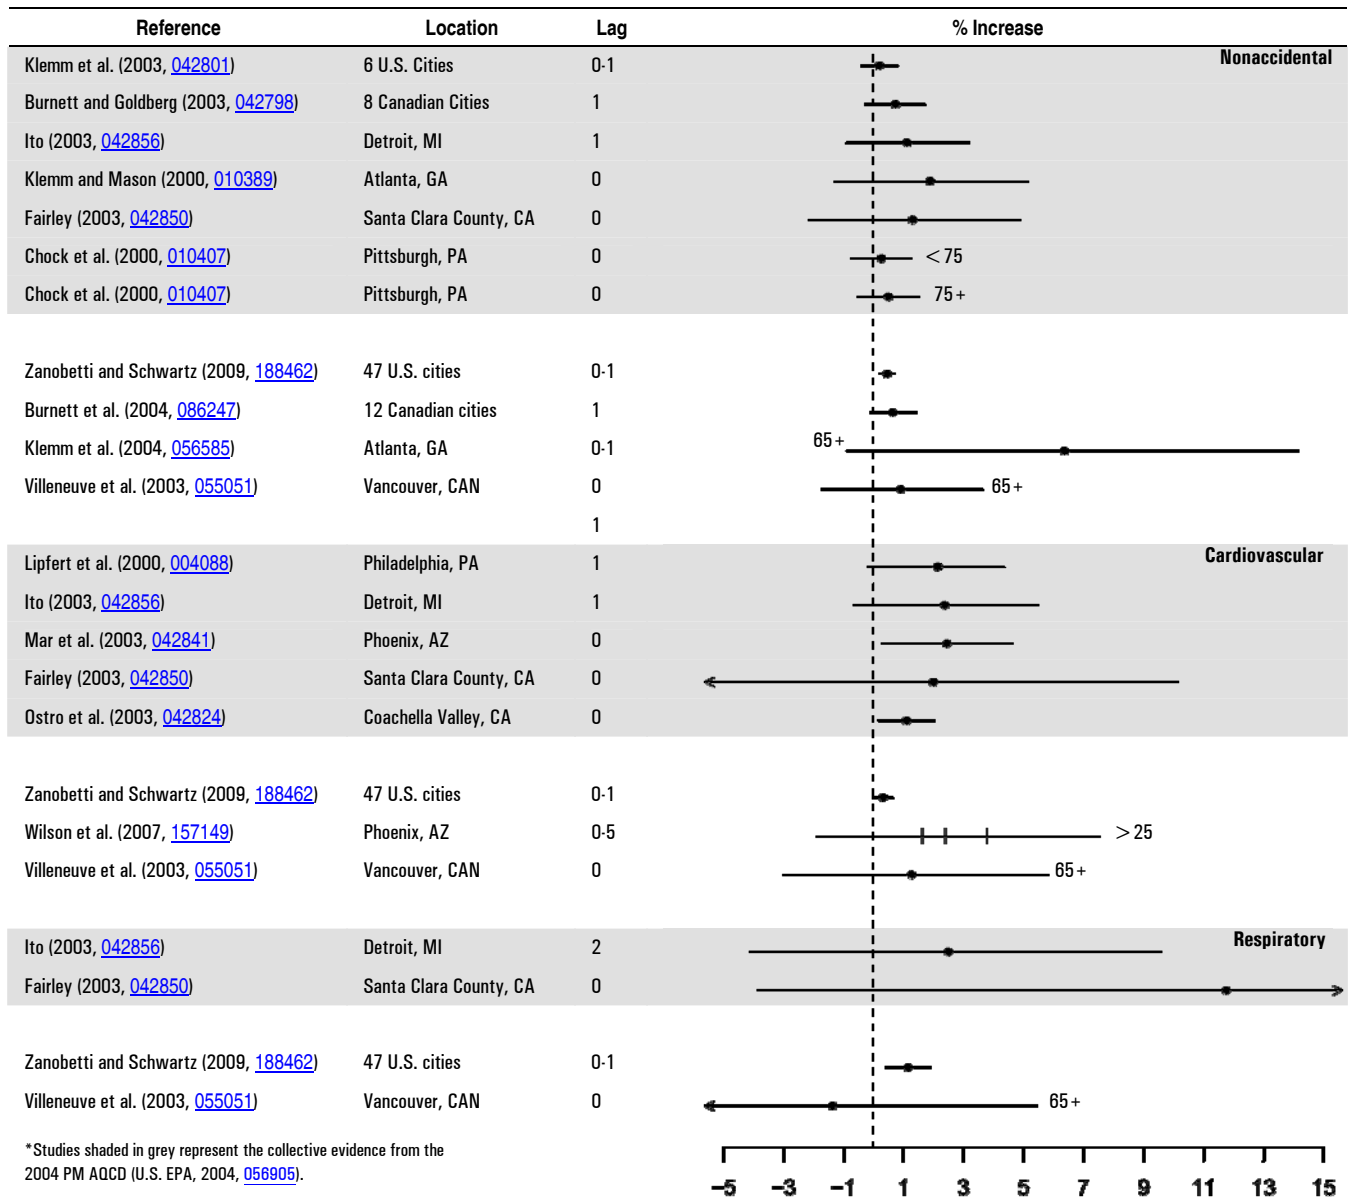 Reference Location Lag % Increase
Nonaccidental
Klemm et al. (2003, 042801) 6 U.S. Cities 0-1
Burnett and Goldberg (2003, 042798) 8 Canadian Cities 1
Ito (2003, 042856) Detroit, MI 1
Klemm and Mason (2000, 010389) Atlanta, GA 0
Fairley (2003, 042850) Santa Clara County, CA 0
Chock et al. (2000, 010407) Pittsburgh, PA 0 < 75
Chock et al. (2000, 010407) Pittsburgh, PA 0 75+
Zanobetti and Schwartz (2009, 188462) 47 U.S. cities 0-1
Burnett et al. (2004, 086247) 12 Canadian cities 1
Klemm et al. (2004, 056585) Atlanta, GA 0-1 65+
Villeneuve et al. (2003, 055051) Vancouver, CAN 0 65+
1
Cardiovascular
Lipfert et al. (2000, 004088) Philadelphia, PA 1
Ito (2003, 042856) Detroit, MI 1
Mar et al. (2003, 042841) Phoenix, AZ 0
Fairley (2003, 042850) Santa Clara County, CA 0
Ostro et al. (2003, 042824) Coachella Valley, CA 0
Zanobetti and Schwartz (2009, 188462) 47 U.S. cities 0-1
Wilson et al. (2007, 157149) Phoenix, AZ 0-5 > 25
Villeneuve et al. (2003, 055051) Vancouver, CAN 0 65+
Respiratory
Ito (2003, 042856) Detroit, MI 2
Fairley (2003, 042850) Santa Clara County, CA 0
Zanobetti and Schwartz (2009, 188462) 47 U.S. cities 0-1
Villeneuve et al. (2003, 055051) Vancouver, CAN 0 65+
*Studies shaded in grey represent the collective evidence from the
2004 PM AQCD (U.S. EPA, 2004, 056905).
−5 −3 −1 1 3 5 7 9 11 13 15